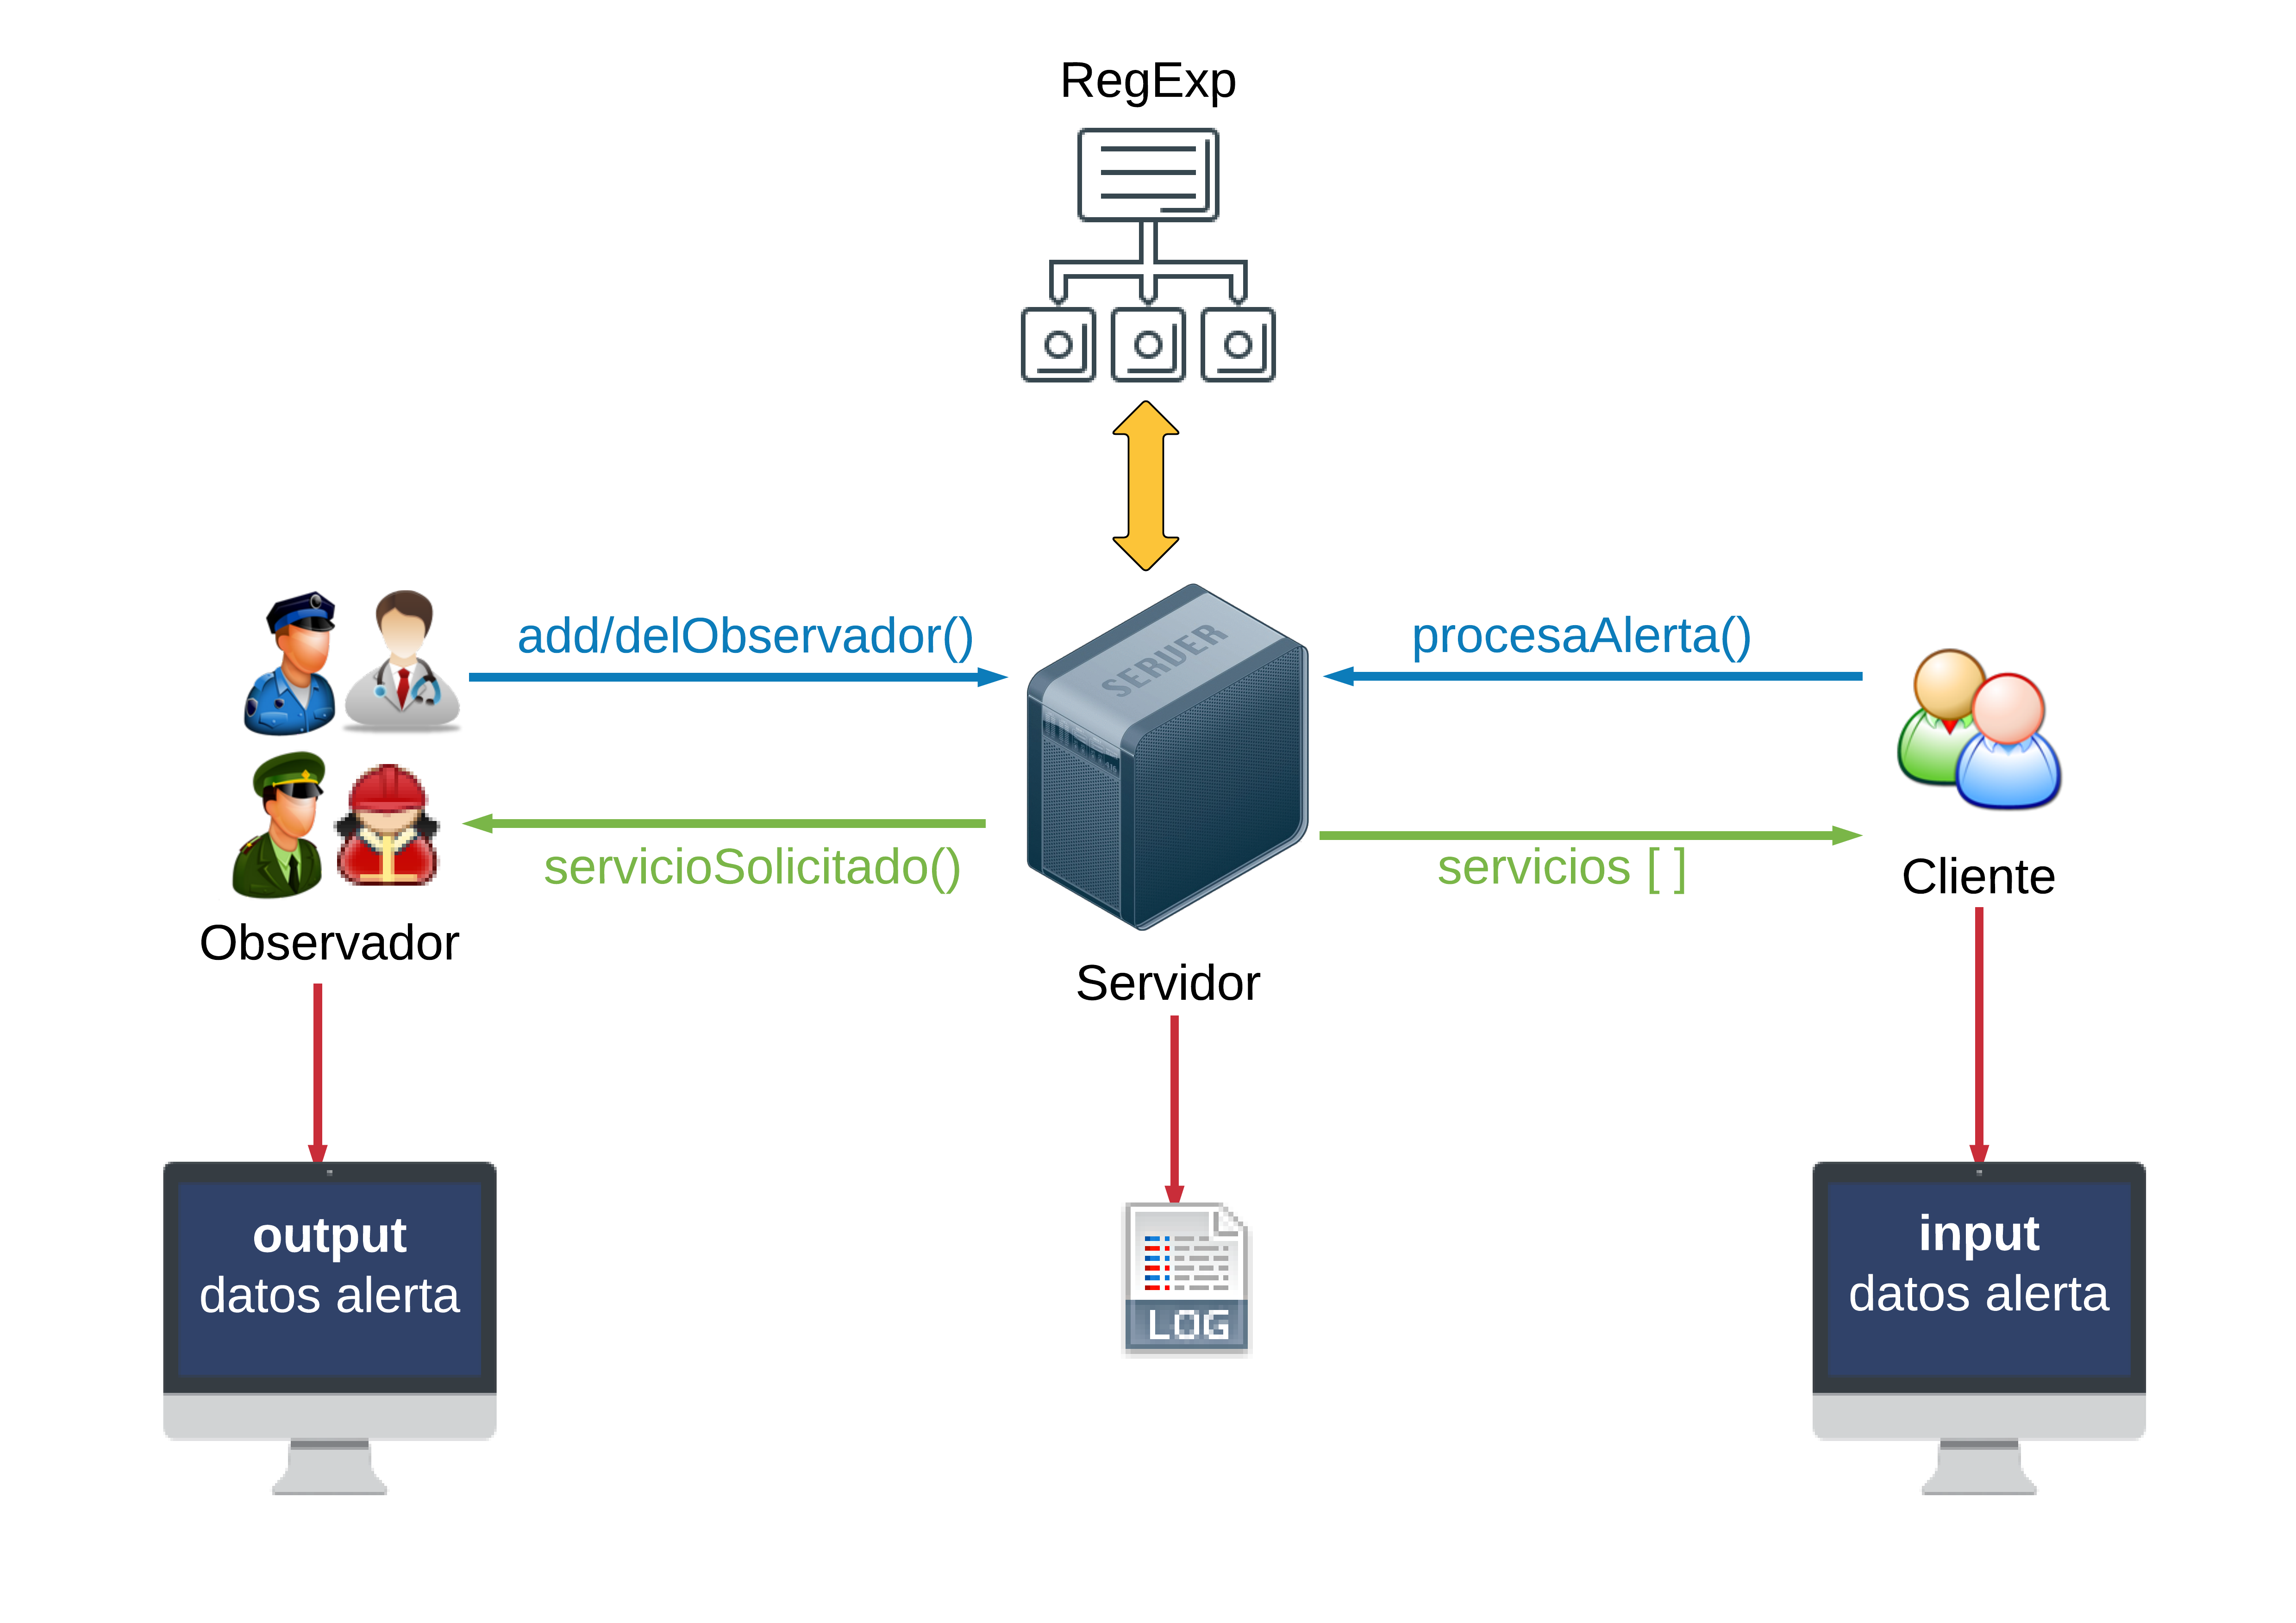 RegExp
add/delObservador()
procesaAlerta()
SERVER
servicioSolicitado()
servicios [ ]
Cliente
Observador
Servidor
output
datos alerta
LOG
input
datos alerta